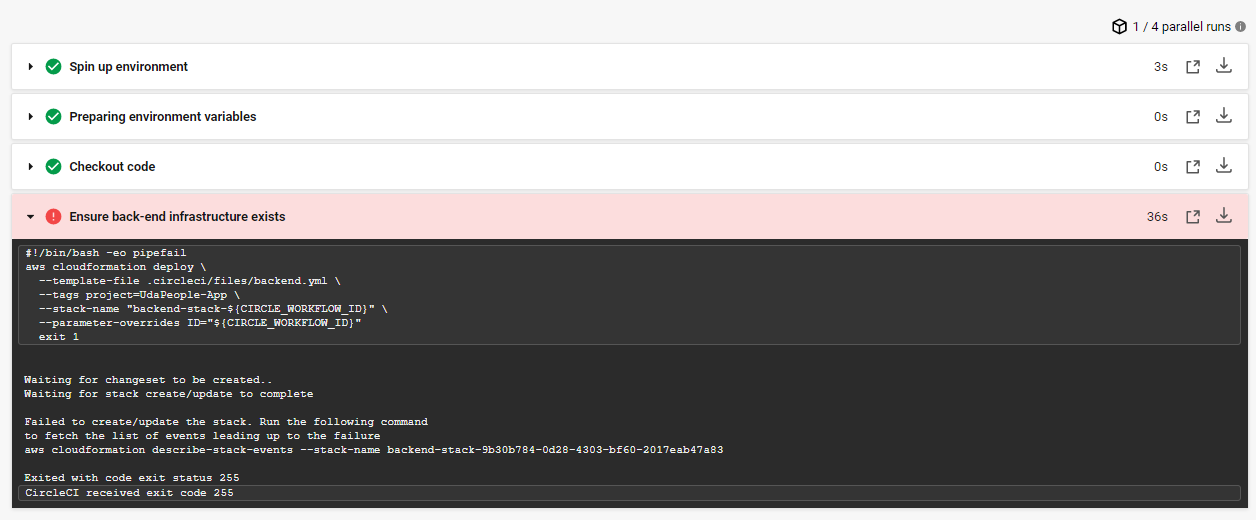 1 / 4 parallel runs
Spin up environment 3s
Preparing environment variables 0s
Checkout code 0s
Ensure back-end infrastructure exists 36s
#!/bin/bash -eo pipefail
aws cloudformation deploy \
  --template-file .circleci/files/backend.yml \
  --tags project=UdaPeople-App \
  --stack-name "backend-stack-${CIRCLE_WORKFLOW_ID}" \
  --parameter-overrides ID="${CIRCLE_WORKFLOW_ID}"
  exit 1
Waiting for changeset to be created..
Waiting for stack create/update to complete
Failed to create/update the stack. Run the following command
to fetch the list of events leading up to the failure
aws cloudformation describe-stack-events --stack-name backend-stack-9b30b784-0d28-4303-bf60-2017eab47a83
Exited with code exit status 255
CircleCI received exit code 255